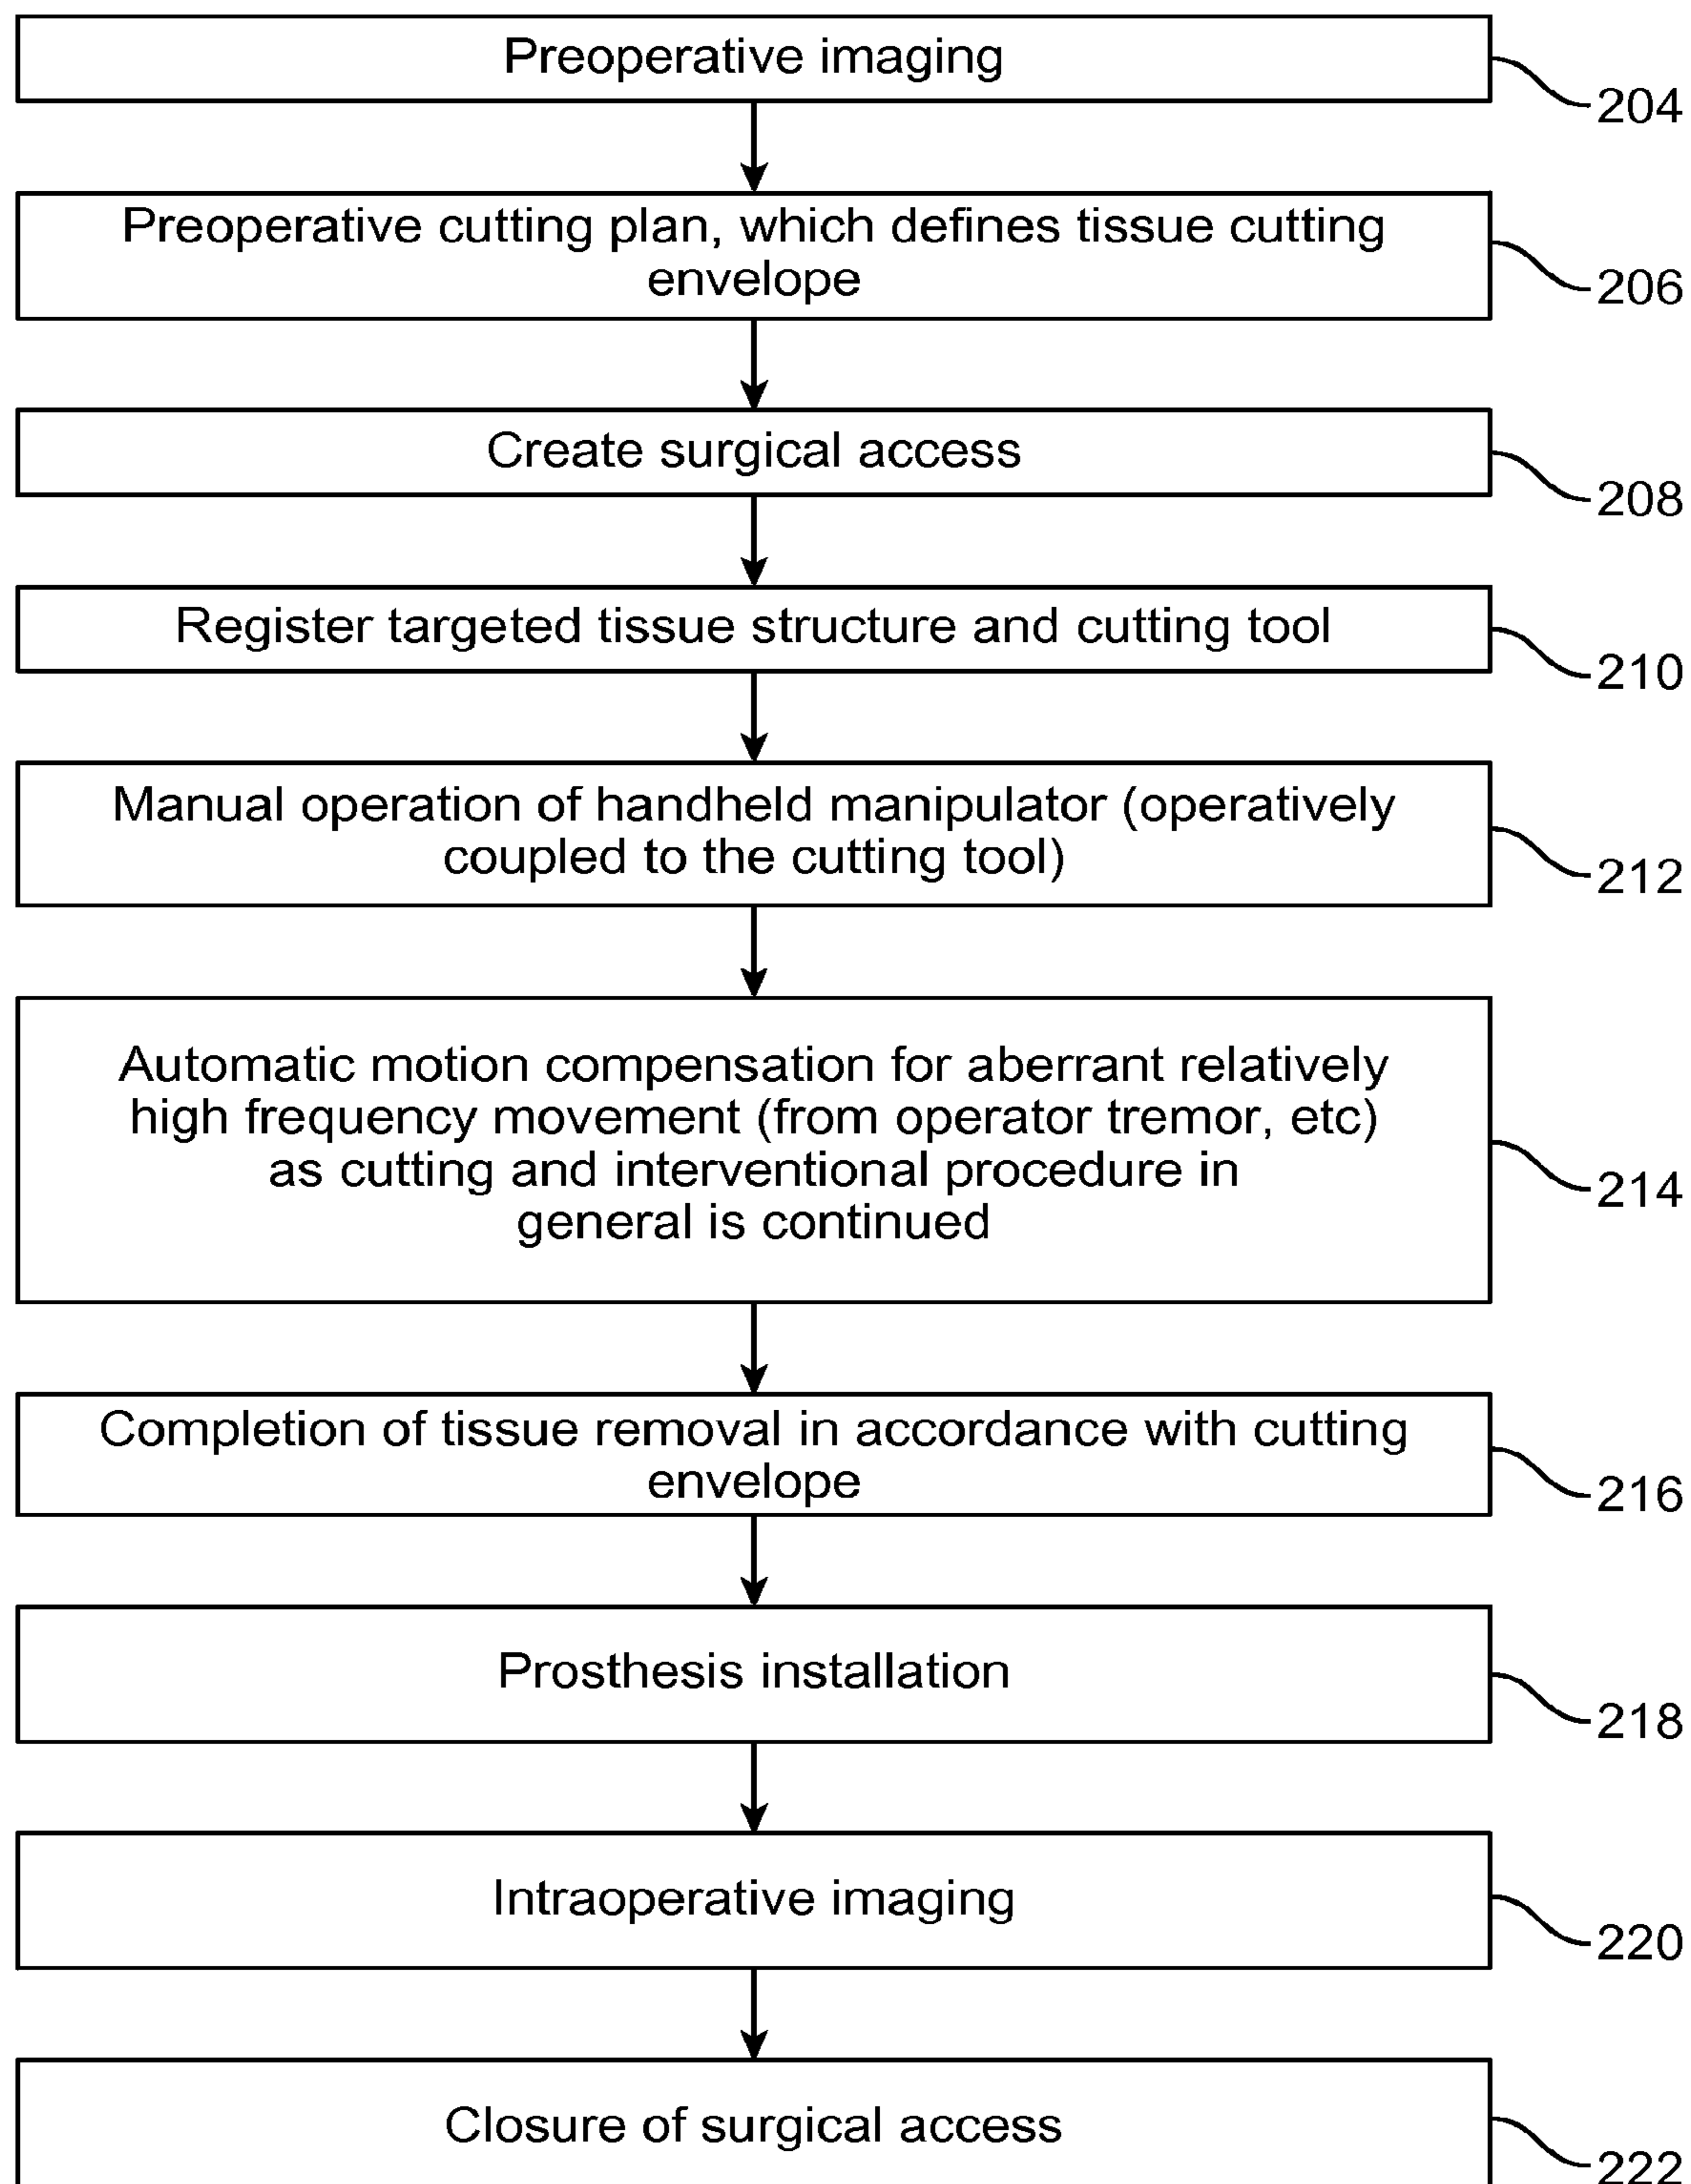 Preoperative imaging
204
Preoperative cutting plan, which defines tissue cutting
envelope
206
Create surgical access
208
Register targeted tissue structure and cutting tool
210
Manual operation of handheld manipulator (operatively
coupled to the cutting tool)
212
Automatic motion compensation for aberrant relatively
high frequency movement (from operator tremor, etc)
as cutting and interventional procedure in
general is continued
214
Completion of tissue removal in accordance with cutting
envelope
216
Prosthesis installation
218
Intraoperative imaging
220
Closure of surgical access
222